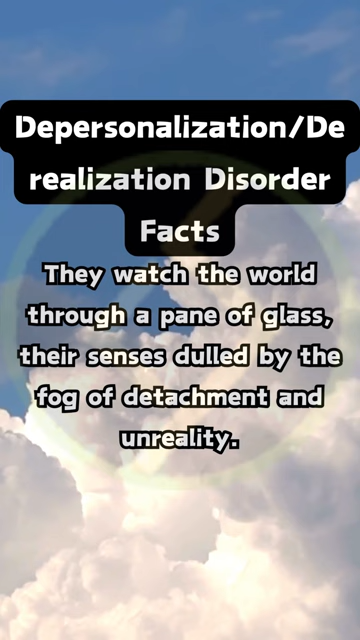 Depersonalization/De
realization Disorder
Facts
They watch the world
through a pane of glass,
their senses dulled by the
fog of detachment and
unreality.